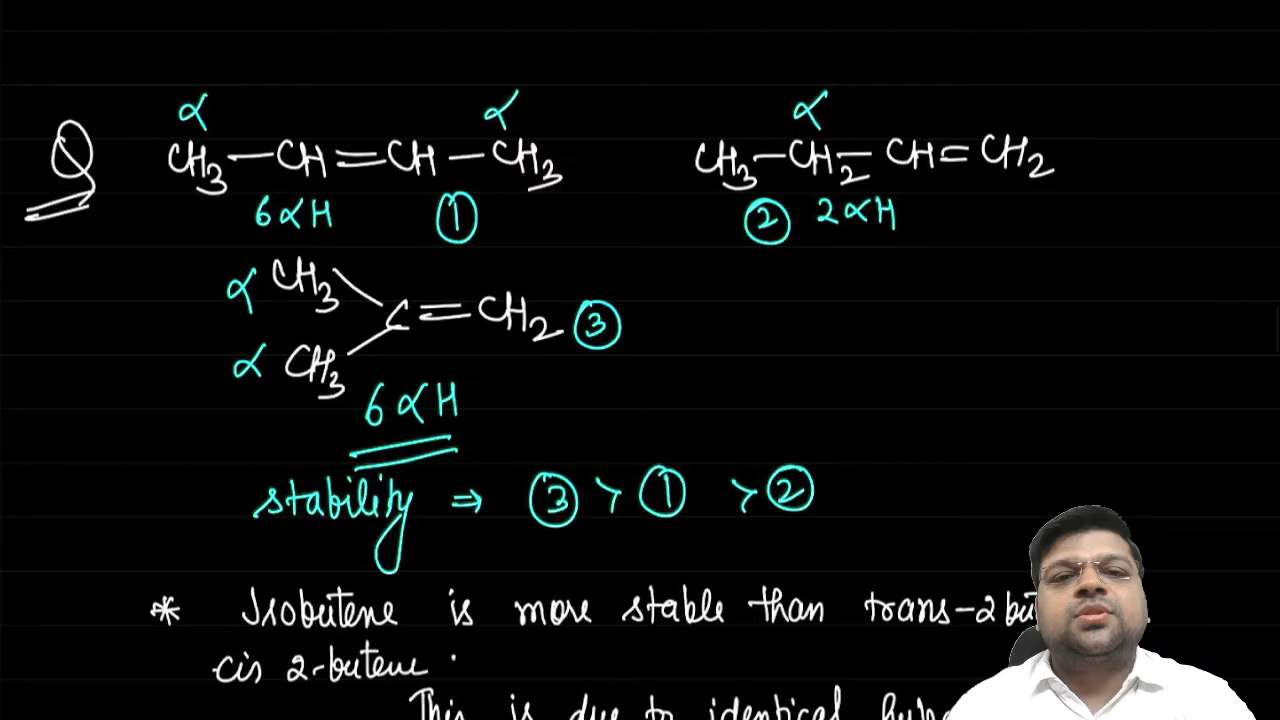 α α α
Q CH3—CH=CH—CH3 CH3—CH2—CH=CH2
6αH ① ② 2αH
α CH3
C=CH2 ③
α CH3
6αH
stability ⇒ ③ > ① > ②
* Isobutene is more stable than trans-2
cis 2-butene.
This is due to identical